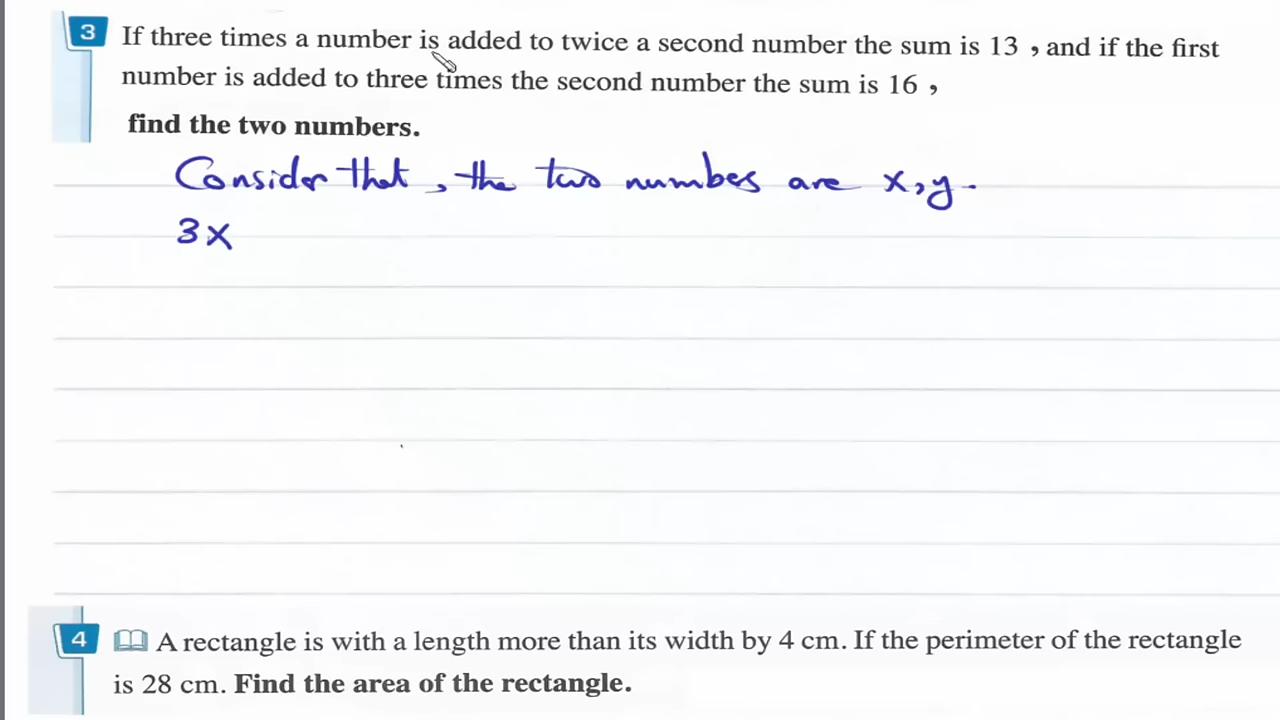 3 If three times a number is added to twice a second number the sum is 13 , and if the first
number is added to three times the second number the sum is 16 ,
find the two numbers.
Consider that , the two numbers are x,y.
3x
4 A rectangle is with a length more than its width by 4 cm. If the perimeter of the rectangle
is 28 cm. Find the area of the rectangle.